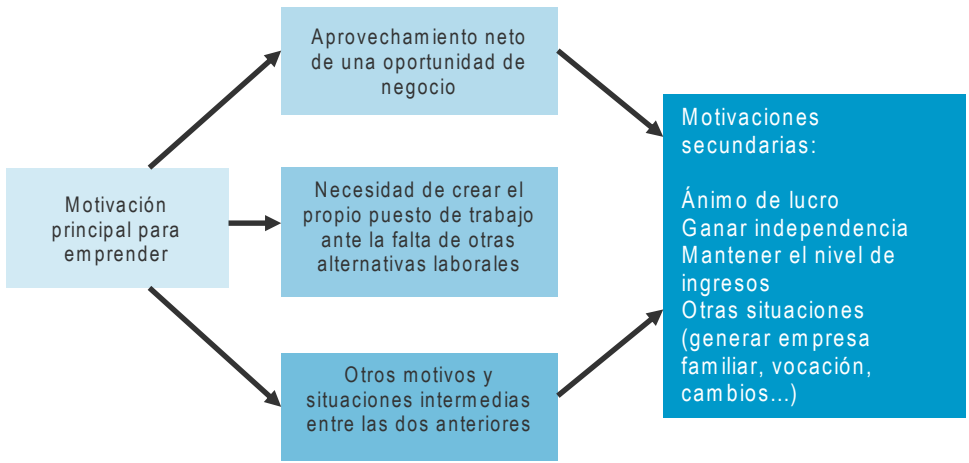 Motivación
principal para
emprender
Aprovechamiento neto
de una oportunidad de
negocio
Necesidad de crear el
propio puesto de trabajo
ante la falta de otras
alternativas laborales
Otros motivos y
situaciones intermedias
entre las dos anteriores
Motivaciones
secundarias:
Ánimo de lucro
Ganar independencia
Mantener el nivel de
ingresos
Otras situaciones
(generar empresa
familiar, vocación,
cambios...)